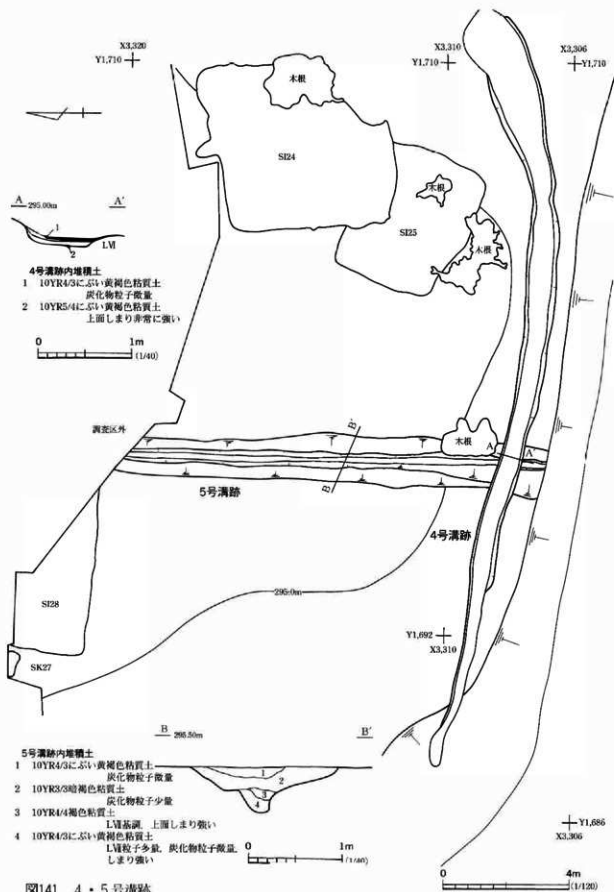 X3,320
Y1,710
X3,310
Y1,710
X3,306
Y1,710
木根
SI24
木根
SI25
木根
A 295.00m A'
1
2
LⅦ
4号溝跡内堆積土
1 10YR4/3にぶい黄褐色粘質土
炭化物粒子微量
2 10YR5/4にぶい黄褐色粘質土
上面しまり非常に強い
0 1m
(1/40)
調査区外
B'
B
木根
A
A'
5号溝跡
4号溝跡
295.0m
SI28
SK27
Y1,692
X3,310
B 295.50m B'
1
2
3
4
5号溝跡内堆積土
1 10YR4/3にぶい黄褐色粘質土
炭化物粒子微量
2 10YR3/3暗褐色粘質土
炭化物粒子少量
3 10YR4/4褐色粘質土
LⅦ基調、上面しまり強い
4 10YR4/3にぶい黄褐色粘質土
LⅦ粒子多量、炭化物粒子微量、
しまり強い
0 1m
(1/40)
Y1,686
X3,306
0 4m
(1/120)
図141 4・5号溝跡